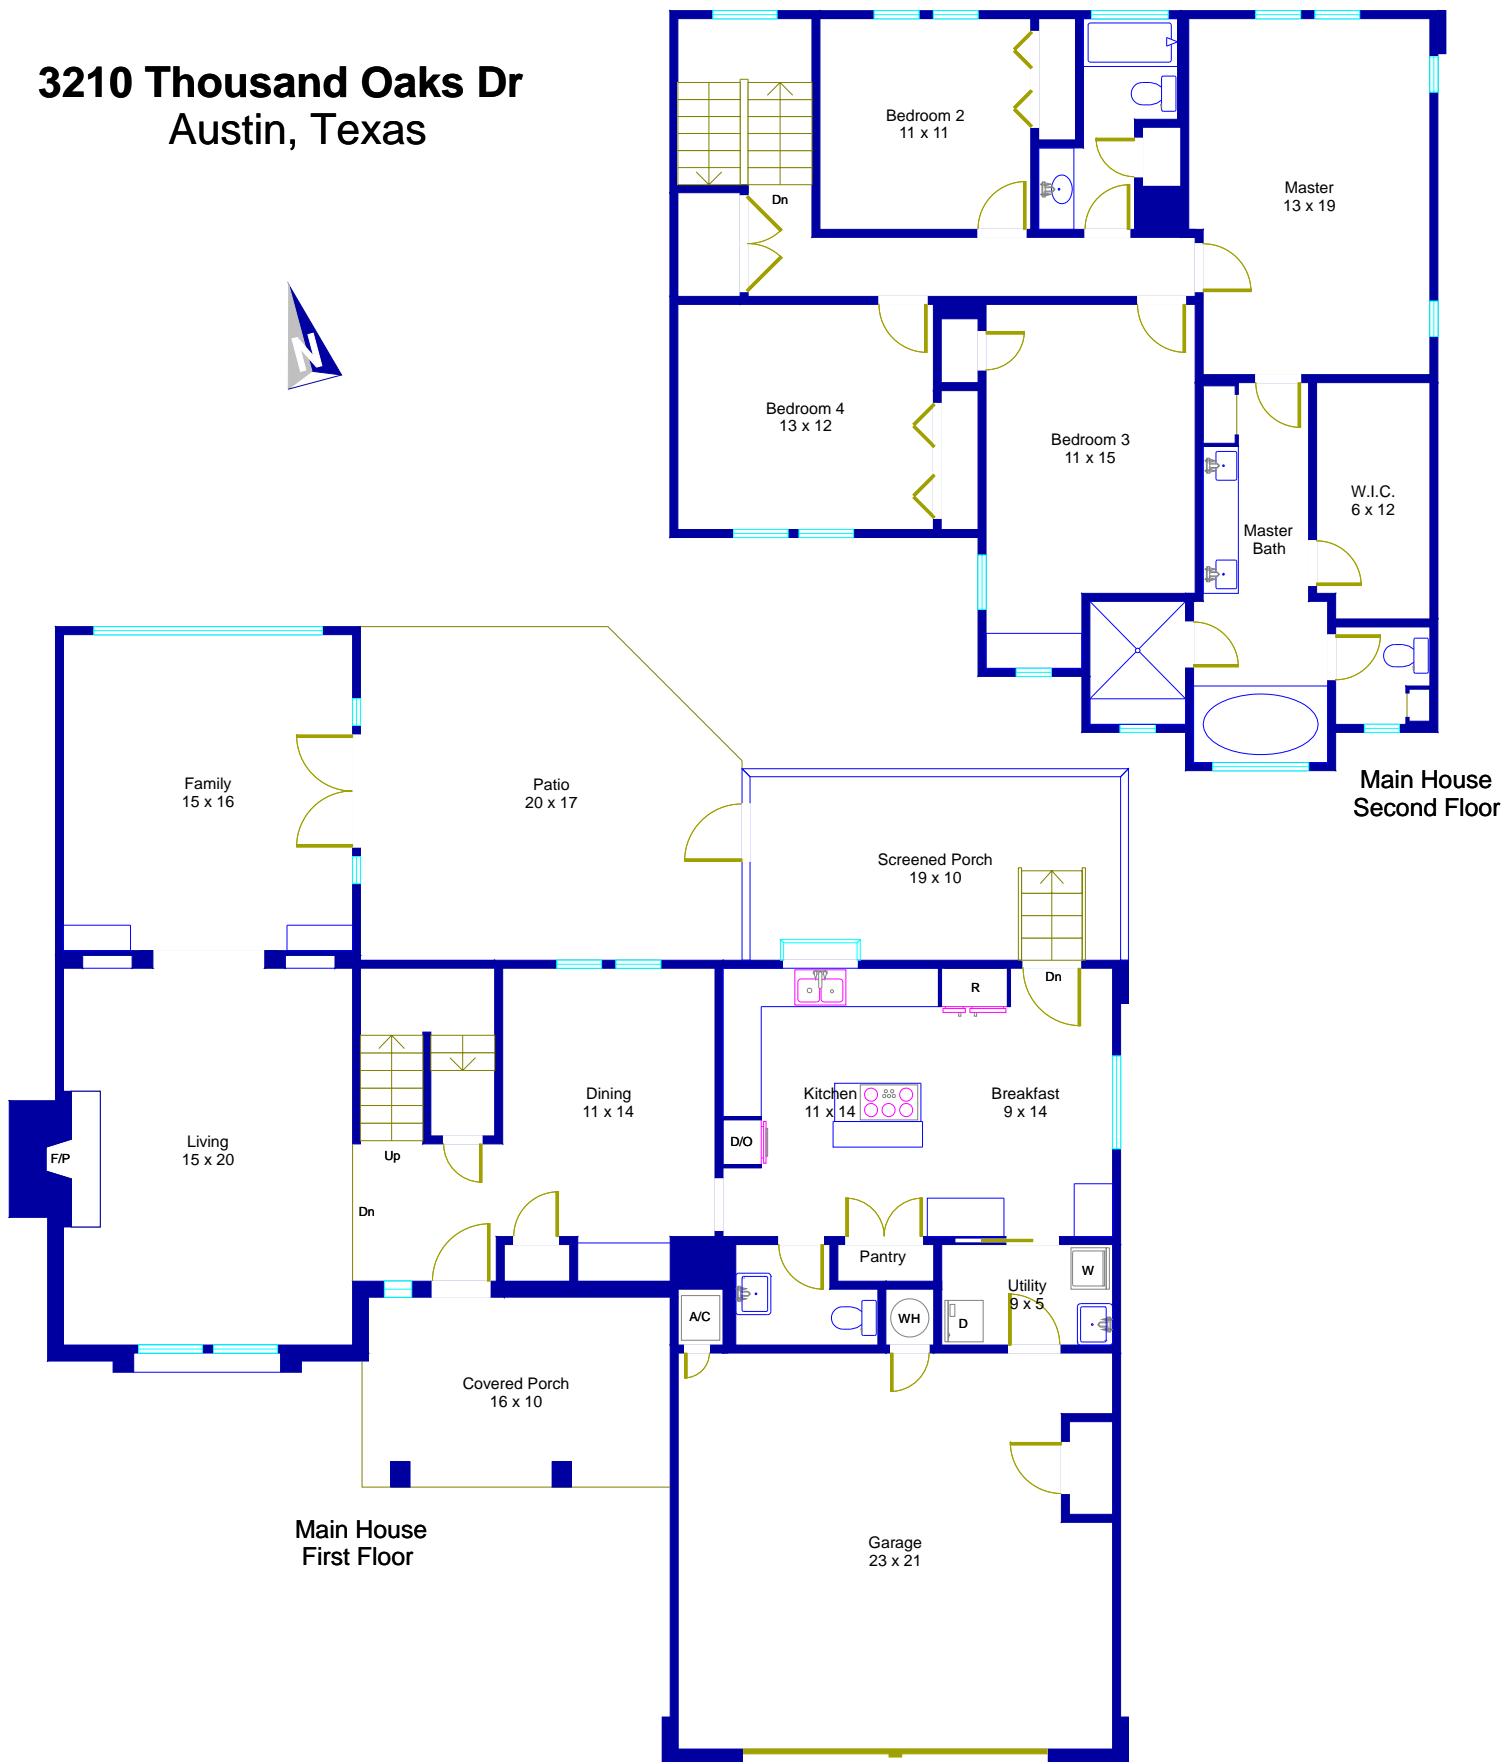 3210 Thousand Oaks Dr
Austin, Texas
N
Bedroom 2
11 x 11
Dn
Master
13 x 19
Bedroom 4
13 x 12
Bedroom 3
11 x 15
W.I.C.
6 x 12
Master
Bath
Main House
Second Floor
Family
15 x 16
Patio
20 x 17
Screened Porch
19 x 10
Dn
R
Dining
11 x 14
Kitchen
11 x 14
Breakfast
9 x 14
D/O
Living
15 x 20
F/P
Up
Dn
Pantry
Utility
9 x 5
W
D
A/C
WH
Covered Porch
16 x 10
Main House
First Floor
Garage
23 x 21